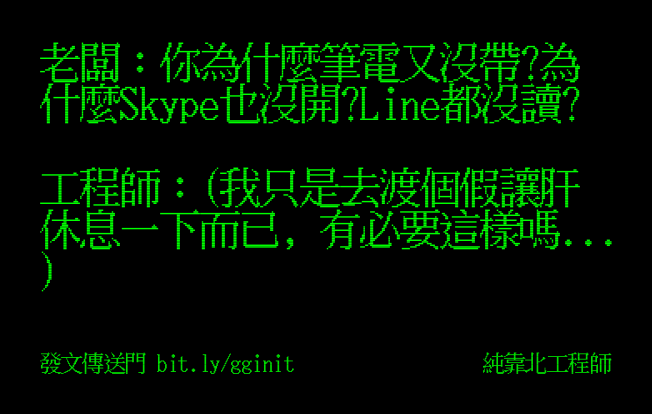 老闆：你為什麼筆電又沒帶?為
什麼Skype也沒開?Line都沒讀?
工程師：(我只是去渡個假讓肝
休息一下而已, 有必要這樣嗎...
)
發文傳送門 bit.ly/gginit
純靠北工程師